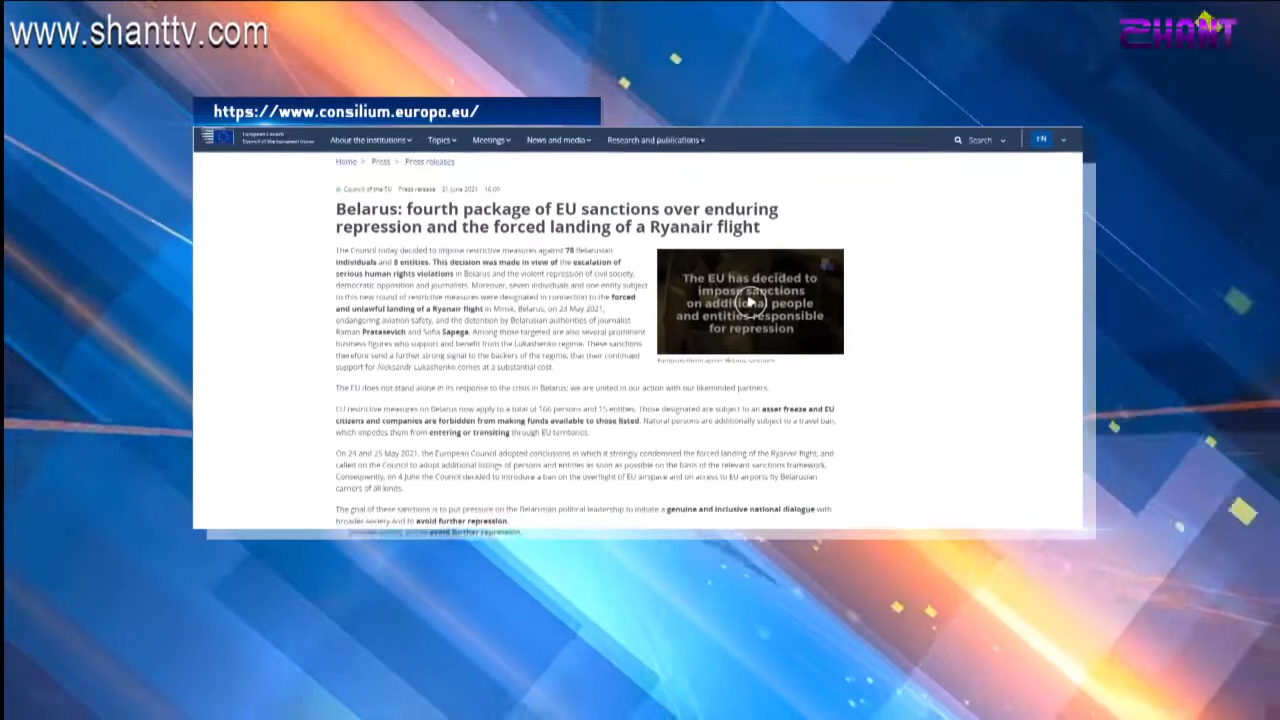 www.shanttv.com
SHANT
https://www.consilium.europa.eu/
European Council
Council of the European Union
About the institutions
Topics
Meetings
News and media
Research and publications
Search
EN
Home > Press > Press releases
Council of the EU Press release 21 June 2021 16:00
Belarus: fourth package of EU sanctions over enduring
repression and the forced landing of a Ryanair flight
The Council today decided to impose restrictive measures against 78 Belarusian
individuals and 8 entities. This decision was made in view of the escalation of
serious human rights violations in Belarus and the violent repression of civil society,
democratic opposition and journalists. Moreover, seven individuals and one entity subject
to this new round of restrictive measures were designated in connection to the forced
and unlawful landing of a Ryanair flight in Minsk, Belarus, on 23 May 2021,
endangering aviation safety, and the detention by Belarusian authorities of journalist
Raman Pratasevich and Sofia Sapega. Among those targeted are also several prominent
business figures who support and benefit from the Lukashenko regime. These sanctions
therefore send a further strong signal to the backers of the regime, that their continued
support for Aleksandr Lukashenko comes at a substantial cost.
The EU has decided to
impose sanctions
on additional people
and entities responsible
for repression
The EU does not stand alone in its response to the crisis in Belarus: we are united in our action with our likeminded partners.
EU restrictive measures on Belarus now apply to a total of 166 persons and 15 entities. Those designated are subject to an asset freeze and EU
citizens and companies are forbidden from making funds available to those listed. Natural persons are additionally subject to a travel ban,
which impedes them from entering or transiting through EU territories.
On 24 and 25 May 2021, the European Council adopted conclusions in which it strongly condemned the forced landing of the Ryanair flight, and
called on the Council to adopt additional listings of persons and entities as soon as possible on the basis of the relevant sanctions framework.
Consequently, on 4 June the Council decided to introduce a ban on the overflight of EU airspace and on access to EU airports by Belarusian
carriers of all kinds.
The goal of these sanctions is to put pressure on the Belarusian political leadership to initiate a genuine and inclusive national dialogue with
broader society and to avoid further repression.
avoid further repression.